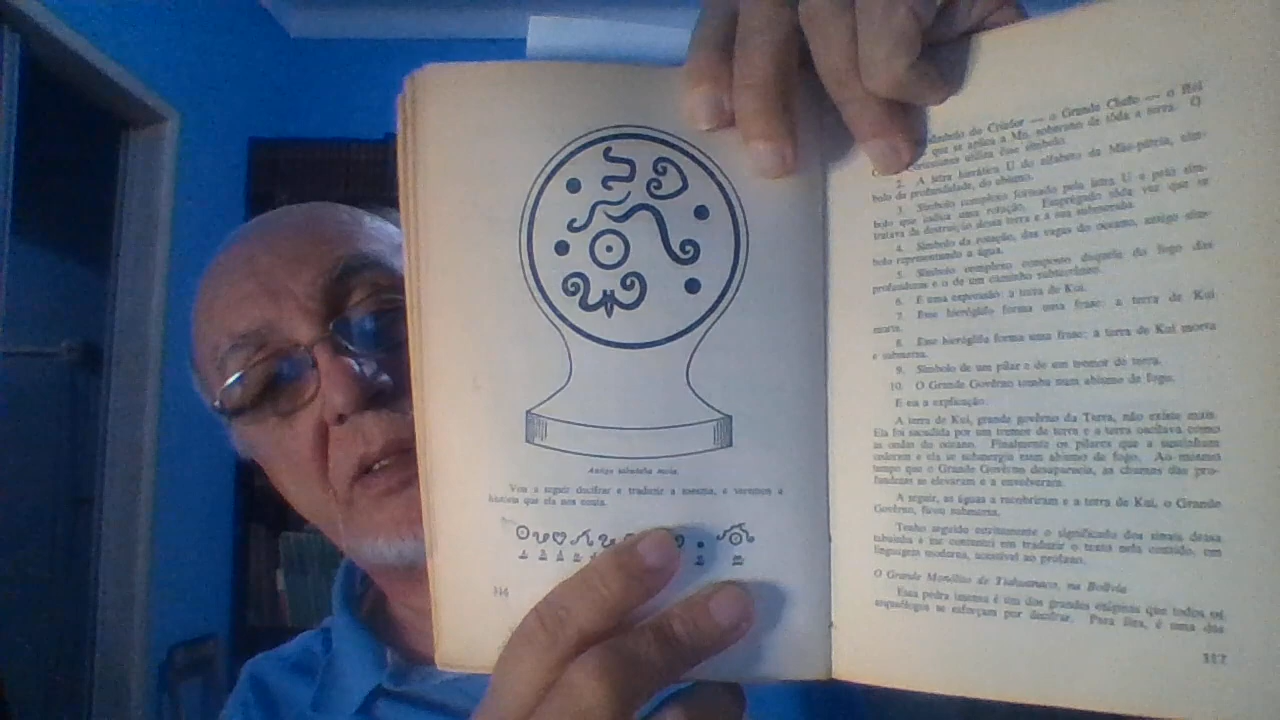 Antiga tabuinha maia.
Vou a seguir decifrar e traduzir a mesma, e veremos a
história que ela nos conta.
316
símbolo do Criador — o Grande Chefe — o Rei
que se aplica a Mu, soberano de tôda a terra. O
utiliza êsse símbolo.
2. A letra hierática U do alfabeto da Mãe-pátria, sím-
bolo da profundidade, do abismo.
3. Símbolo complexo formado pela letra U e pelo sím-
bolo que indica uma rotação. Empregado tôda vez que se
tratava da destruição dessa terra e a sua submersão.
4. Símbolo da rotação, das vagas do oceano, antigo sím-
bolo representando a água.
5. Símbolo complexo composto daquele do fogo das
profundezas e o de um caminho subterrâneo.
6. É uma expressão: a terra de Kui.
7. Esse hieróglifo forma uma frase: a terra de Kui
morta.
8. Esse hieróglifo forma uma frase: a terra de Kui morta
e submersa.
9. Símbolo de um pilar e de um tremor de terra.
10. O Grande Govêrno tomba num abismo de fogo.
E eis a explicação:
A terra de Kui, grande govêrno da Terra, não existe mais.
Ela foi sacudida por um tremor de terra e a terra oscilava como
as ondas do oceano. Finalmente os pilares que a sustinham
cederam e ela se submergiu num abismo de fogo. Ao mesmo
tempo que o Grande Govêrno desaparecia, as chamas das pro-
fundezas se elevaram e a envolveram.
A seguir, as águas a recobriram e a terra de Kui, o Grande
Govêrno, ficou submersa.
Tenho seguido estritamente o significado dos sinais dessa
tabuinha e me contentei em traduzir o texto nela contido, em
linguagem moderna, acessível ao profano.
O Grande Monólito de Tiahuanaco, na Bolívia
Essa pedra imensa é um dos grandes enigmas que todos os
arqueólogos se esforçam por decifrar. Para êles, é uma das
317